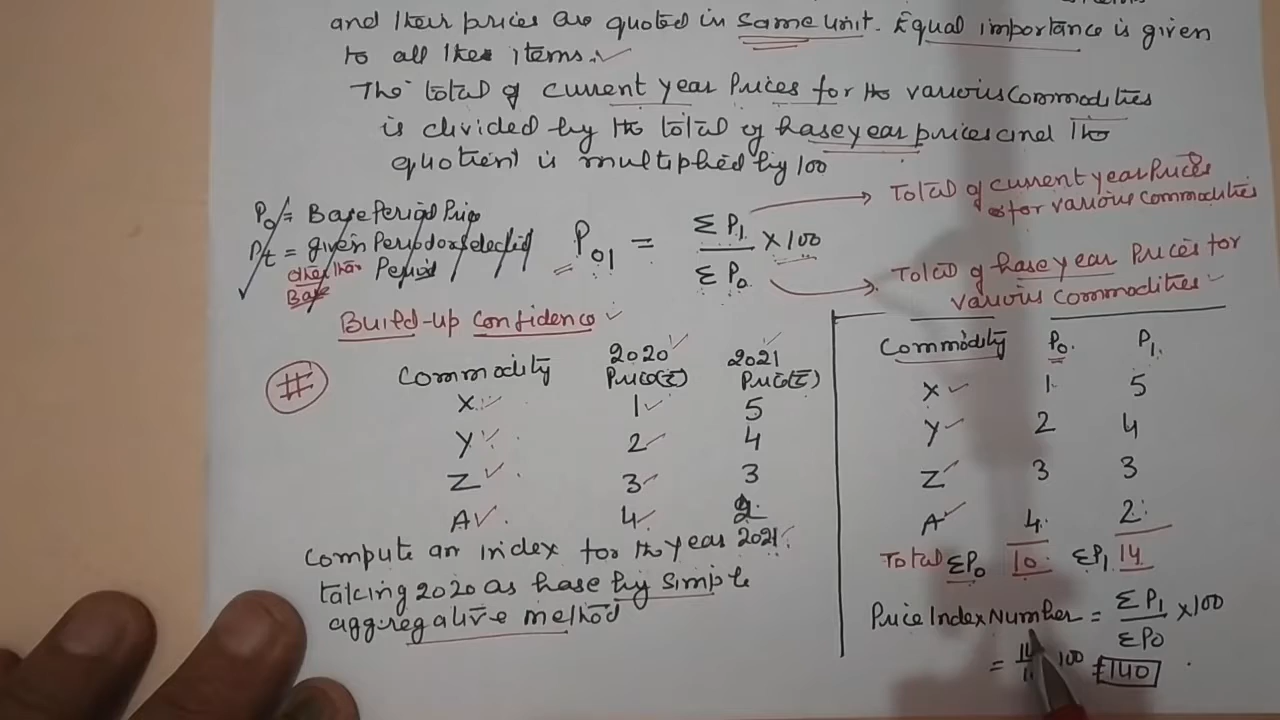 and their prices are quoted in same unit. Equal importance is given
to all the items.
The total of current year Prices for the various Commodities
is divided by the total of base year prices and the
quotient is multiplied by 100
P0 = Base Period Price
Pt = given Period or selected
other than Period
Base
P01 = ΣP1 / ΣP0 × 100
Total of current year Prices
for various commodities
Total of base year Prices for
various commodities
Build-up Confidence
#
Commodity 2020 Price(₹) 2021 Price(₹)
X 1 5
Y 2 4
Z 3 3
A 4 2
Compute an index for the year 2021
taking 2020 as base by simple
aggregative method
Commodity P0 P1
X 1 5
Y 2 4
Z 3 3
A 4 2
Total ΣP0 10 ΣP1 14
Price Index Number = ΣP1 / ΣP0 × 100
= 100 = 140